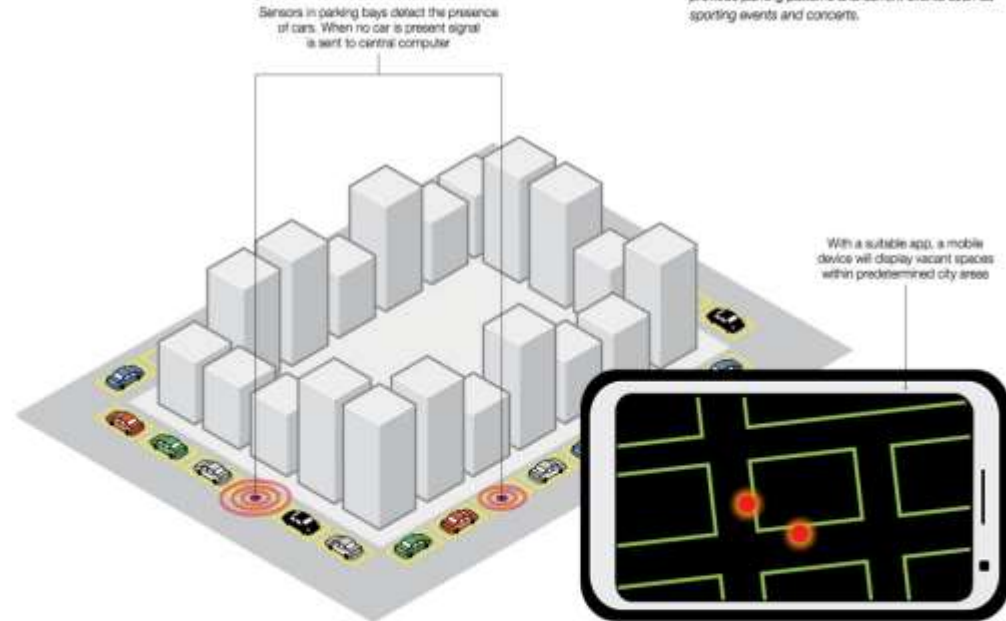 Sensors in parking bays detect the presence
of cars. When no car is present signal
is sent to central computer
sporting events and concerts.
With a suitable app, a mobile
device will display vacant spaces
within predetermined city areas